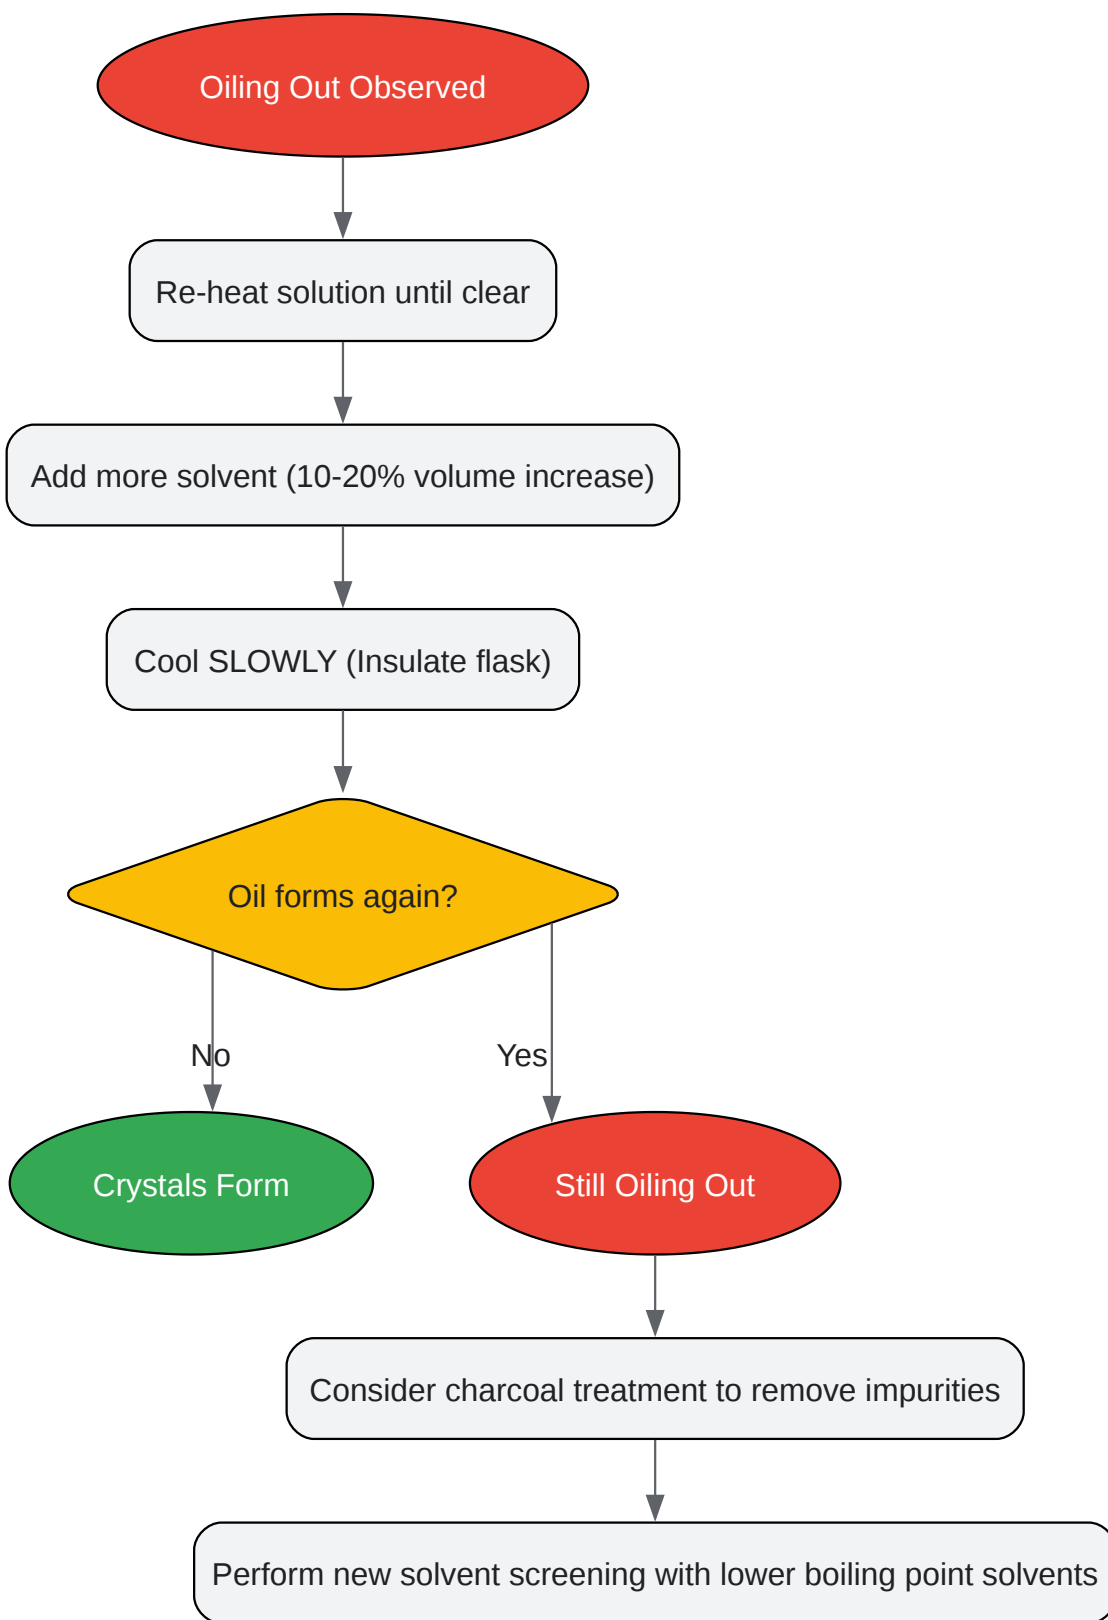 Oiling Out Observed
Re-heat solution until clear
Add more solvent (10-20% volume increase)
Cool SLOWLY (Insulate flask)
Oil forms again?
No
Yes
Crystals Form
Still Oiling Out
Consider charcoal treatment to remove impurities
Perform new solvent screening with lower boiling point solvents